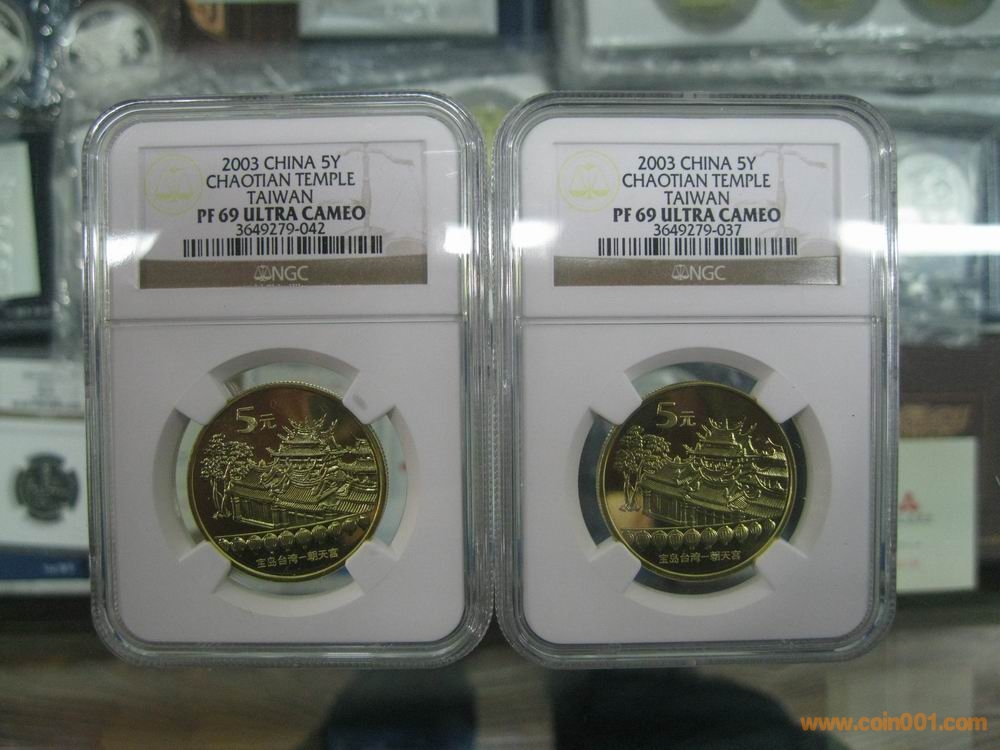 2003 CHINA 5Y
CHAOTIAN TEMPLE
TAIWAN
PF 69 ULTRA CAMEO
3649279-042
NGC
5元
宝岛台湾—朝天宫
2003 CHINA 5Y
CHAOTIAN TEMPLE
TAIWAN
PF 69 ULTRA CAMEO
3649279-037
NGC
5元
宝岛台湾—朝天宫
www.coin001.com